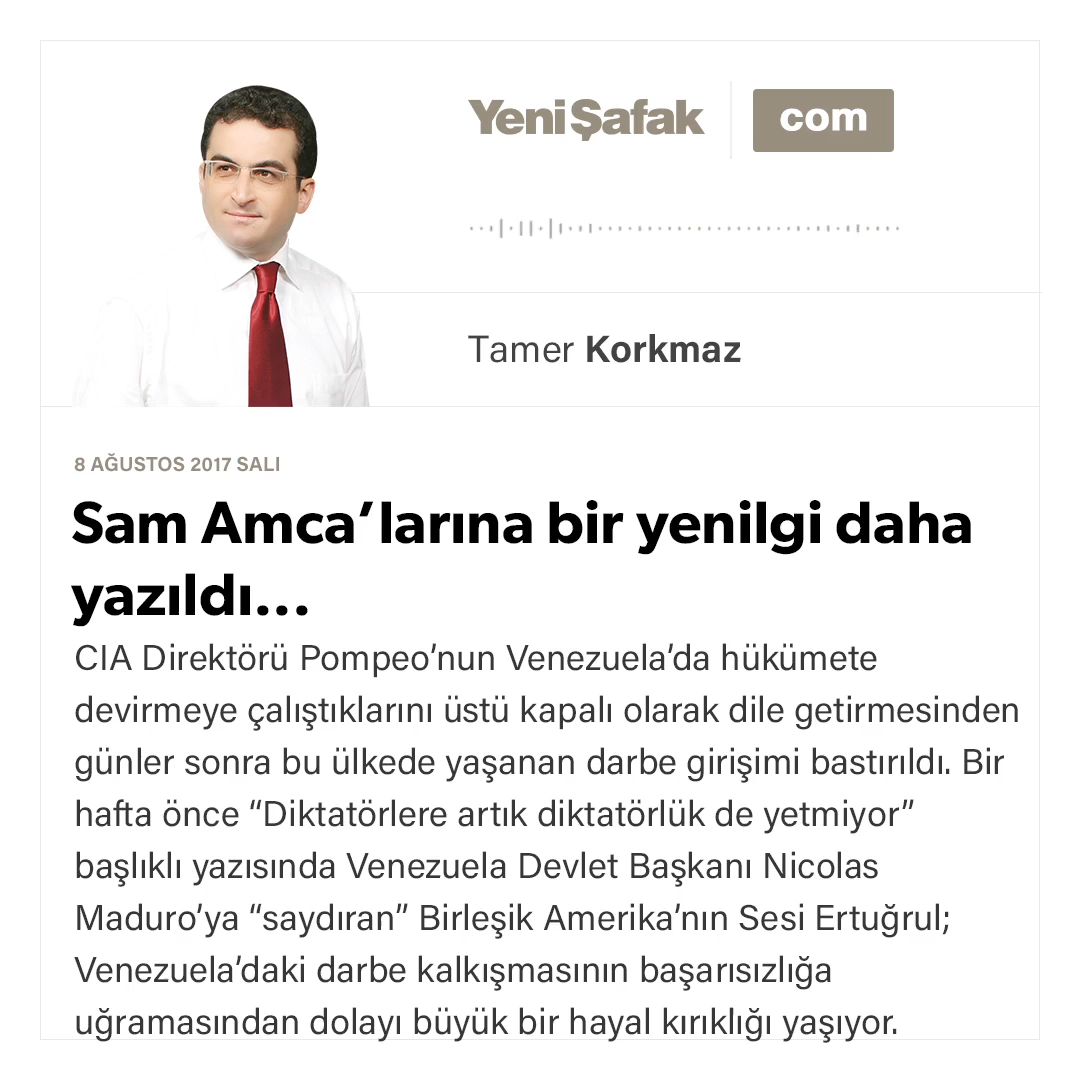 YeniŞafak com
Tamer Korkmaz
8 AĞUSTOS 2017 SALI
Sam Amca’larına bir yenilgi daha
yazıldı...
CIA Direktörü Pompeo’nun Venezuela’da hükümete
devirmeye çalıştıklarını üstü kapalı olarak dile getirmesinden
günler sonra bu ülkede yaşanan darbe girişimi bastırıldı. Bir
hafta önce “Diktatörlere artık diktatörlük de yetmiyor”
başlıklı yazısında Venezuela Devlet Başkanı Nicolas
Maduro’ya “saydıran” Birleşik Amerika’nın Sesi Ertuğrul;
Venezuela’daki darbe kalkışmasının başarısızlığa
uğramasından dolayı büyük bir hayal kırıklığı yaşıyor.